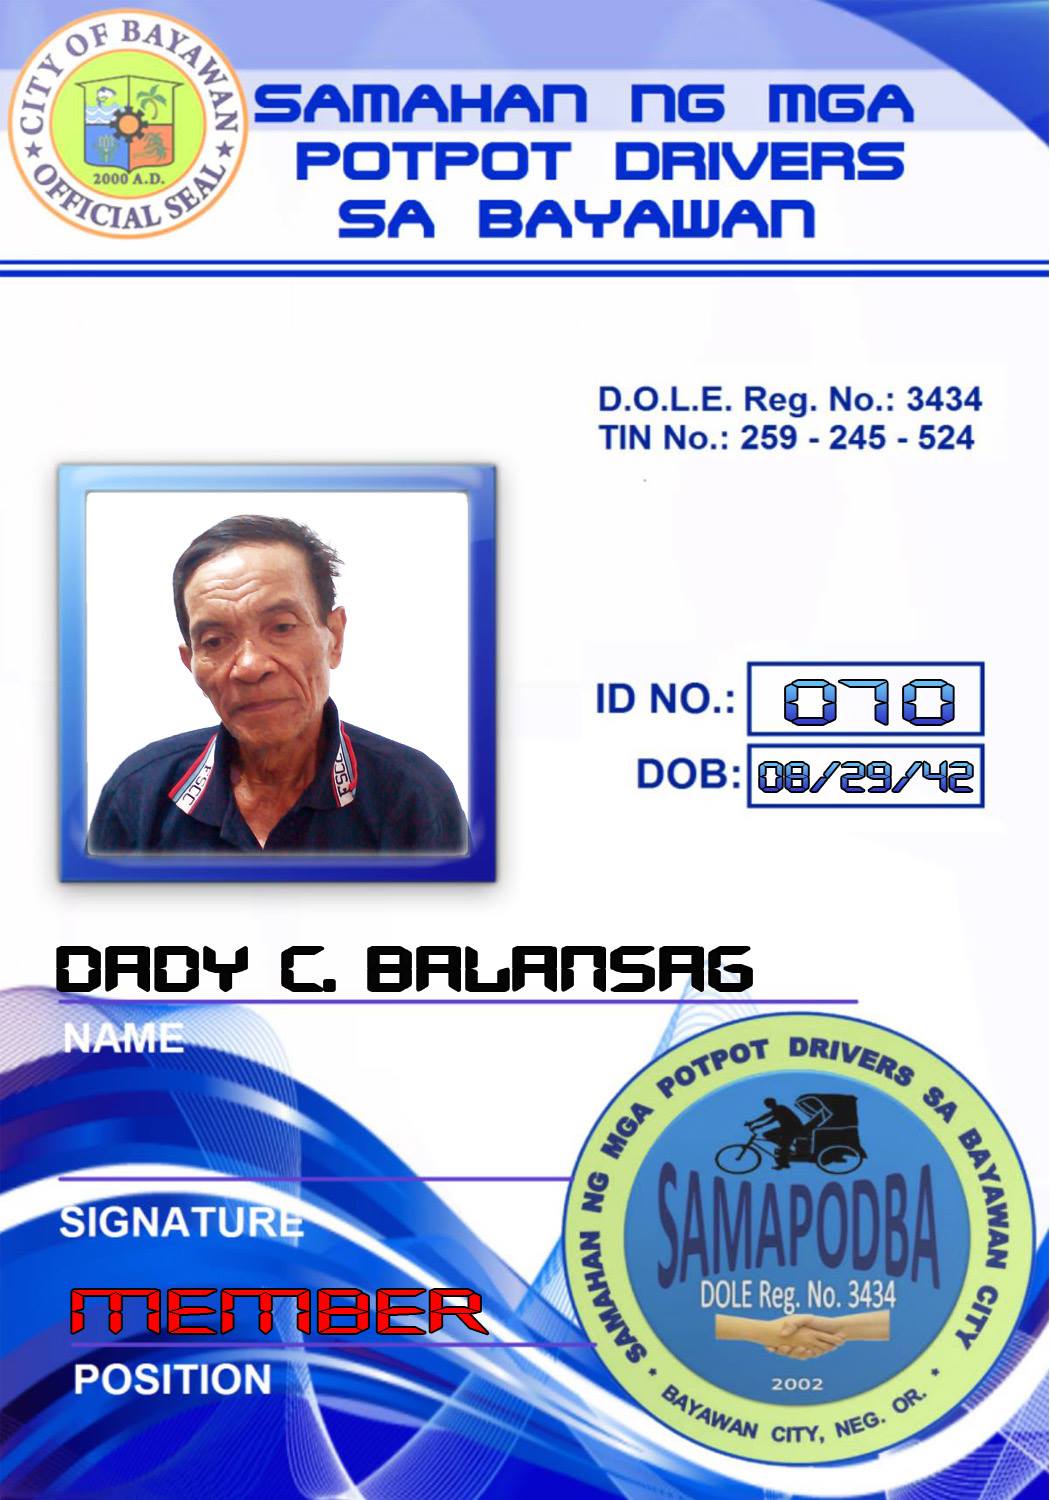 CITY OF BAYAWAN
2000 A.D.
★ OFFICIAL SEAL ★
SAMAHAN NG MGA
POTPOT DRIVERS
SA BAYAWAN
D.O.L.E. Reg. No.: 3434
TIN No.: 259 - 245 - 524
ID NO.: 070
DOB: 08/29/42
FSCC
DADY C. BALANSAG
NAME
SIGNATURE
MEMBER
POSITION
SAMAHAN NG MGA POTPOT DRIVERS SA BAYAWAN CITY
SAMAPODBA
DOLE Reg. No. 3434
2002
* BAYAWAN CITY, NEG. OR. *